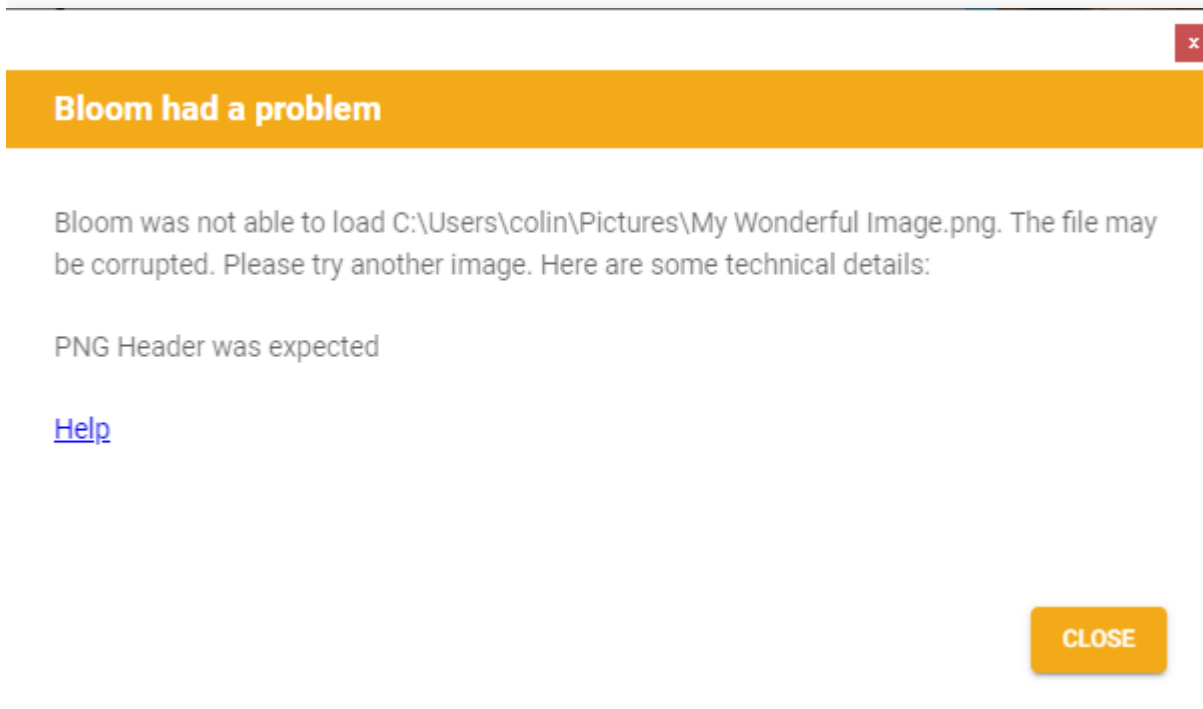 x
Bloom had a problem
Bloom was not able to load C:\Users\colin\Pictures\My Wonderful Image.png. The file may
be corrupted. Please try another image. Here are some technical details:
PNG Header was expected
Help
CLOSE